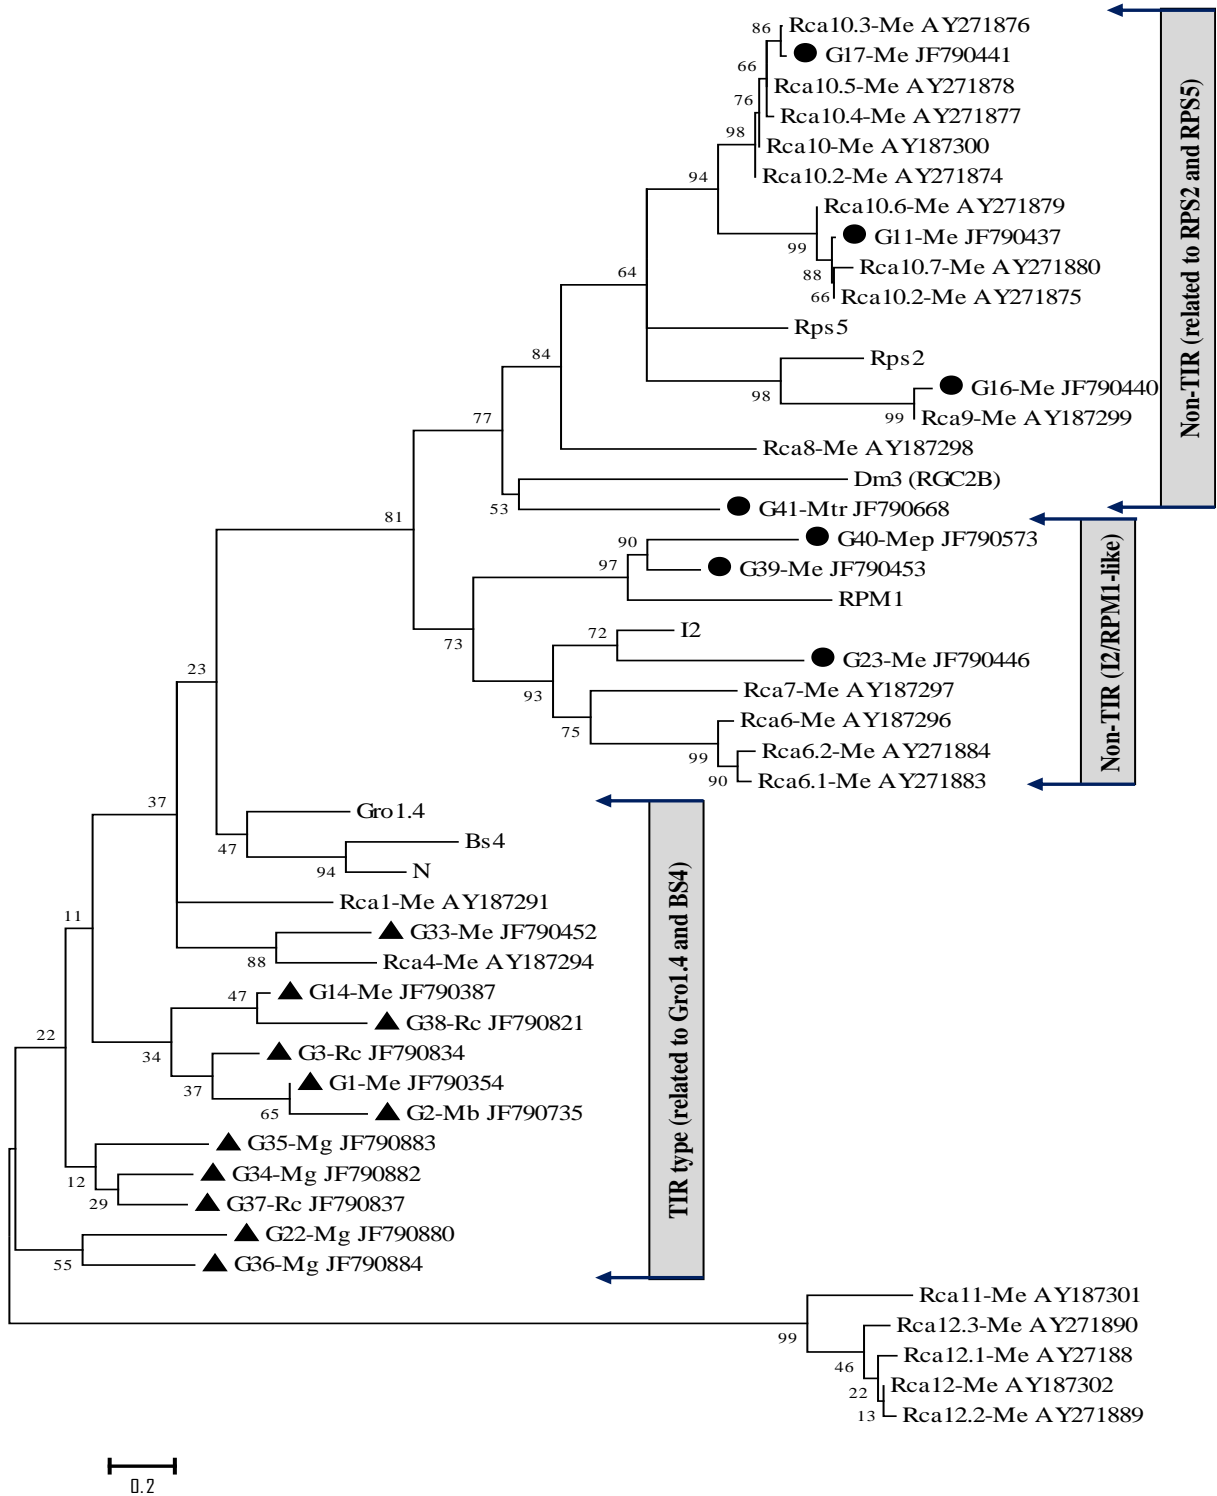 Rca10.3-Me AY271876
86
G17-Me JF790441
66
Rca10.5-Me AY271878
76
Rca10.4-Me AY271877
98
Rca10-Me AY187300
94
Rca10.2-Me AY271874
Rca10.6-Me AY271879
99
G11-Me JF790437
88
Rca10.7-Me AY271880
66
Rca10.2-Me AY271875
64
Rps5
84
Rps2
98
G16-Me JF790440
99
Rca9-Me AY187299
77
Rca8-Me AY187298
Dm3 (RGC2B)
53
G41-Mtr JF790668
Non-TIR (related to RPS2 and RPS5)
81
90
G40-Mep JF790573
97
G39-Me JF790453
RPM1
73
72
I2
G23-Me JF790446
93
Rca7-Me AY187297
75
Rca6-Me AY187296
99
Rca6.2-Me AY271884
90
Rca6.1-Me AY271883
Non-TIR (I2/RPM1-like)
23
37
Gro1.4
47
Bs4
94
N
Rca1-Me AY187291
11
G33-Me JF790452
88
Rca4-Me AY187294
47
G14-Me JF790387
G38-Rc JF790821
22
34
G3-Rc JF790834
37
G1-Me JF790354
65
G2-Mb JF790735
G35-Mg JF790883
12
G34-Mg JF790882
29
G37-Rc JF790837
G22-Mg JF790880
55
G36-Mg JF790884
TIR type (related to Gro1.4 and BS4)
Rca11-Me AY187301
99
Rca12.3-Me AY271890
46
Rca12.1-Me AY27188
22
Rca12-Me AY187302
13
Rca12.2-Me AY271889
0.2